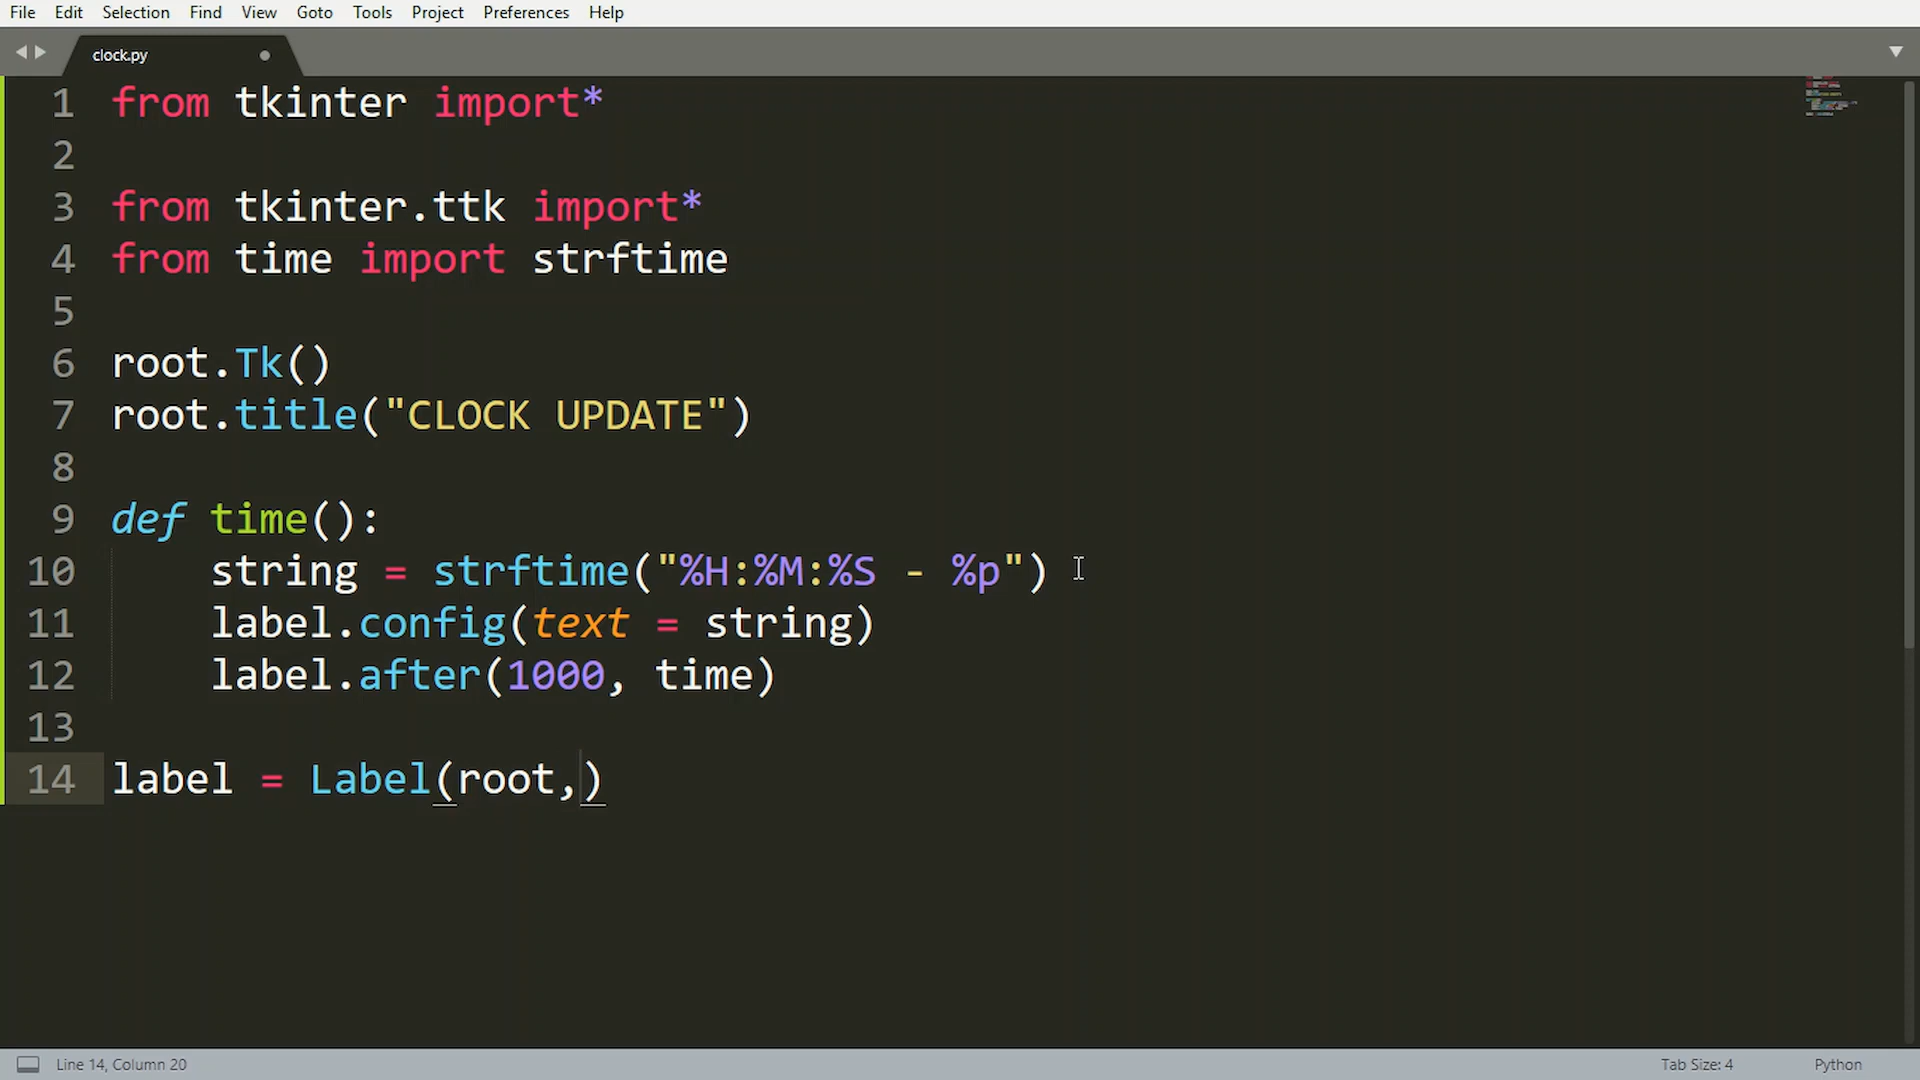 File Edit Selection Find View Goto Tools Project Preferences Help
clock.py
1 from tkinter import*
2
3 from tkinter.ttk import*
4 from time import strftime
5
6 root.Tk()
7 root.title("CLOCK UPDATE")
8
9 def time():
10     string = strftime("%H:%M:%S - %p")
11     label.config(text = string)
12     label.after(1000, time)
13
14 label = Label(root,)
Line 14, Column 20 Tab Size: 4 Python